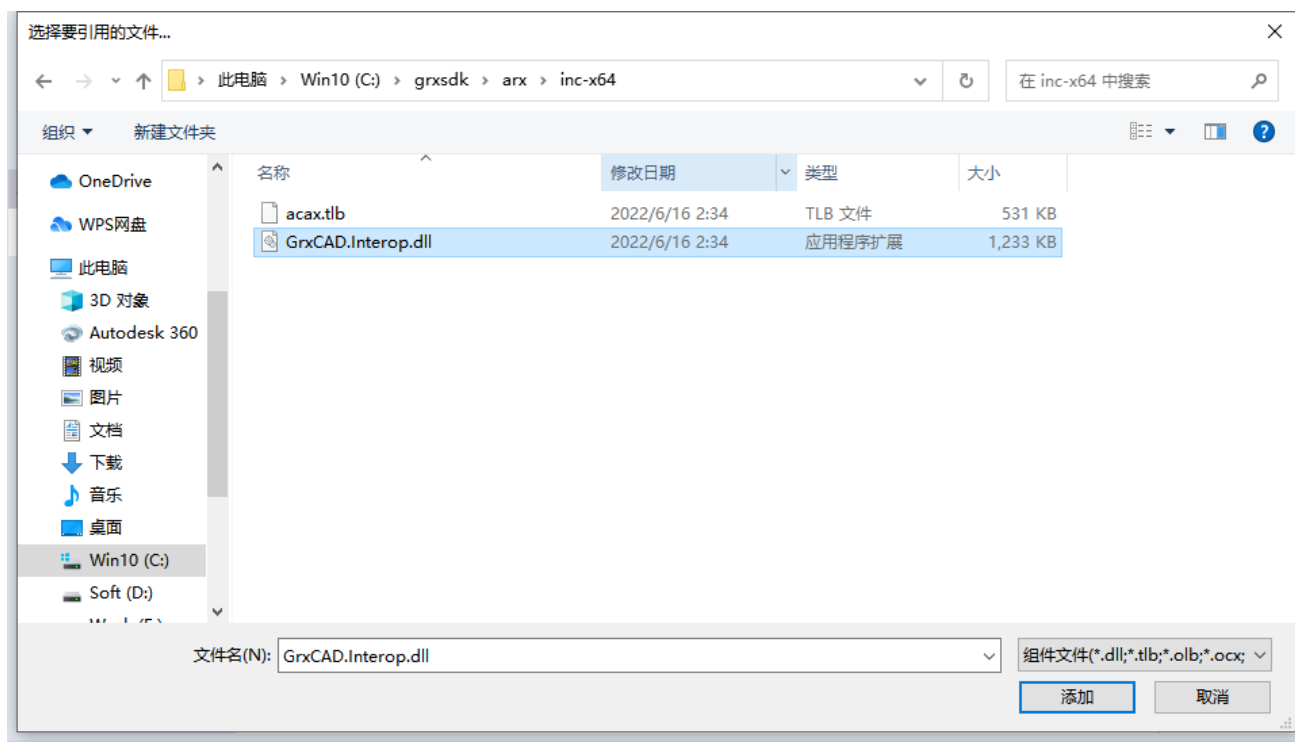 选择要引用的文件...
此电脑 › Win10 (C:) › grxsdk › arx › inc-x64
在 inc-x64 中搜索
组织 新建文件夹
名称 修改日期 类型 大小
OneDrive
WPS网盘
此电脑
3D 对象
Autodesk 360
视频
图片
文档
下载
音乐
桌面
Win10 (C:)
Soft (D:)
acax.tlb 2022/6/16 2:34 TLB 文件 531 KB
GrxCAD.Interop.dll 2022/6/16 2:34 应用程序扩展 1,233 KB
文件名(N): GrxCAD.Interop.dll
组件文件(*.dll;*.tlb;*.olb;*.ocx;
添加 取消